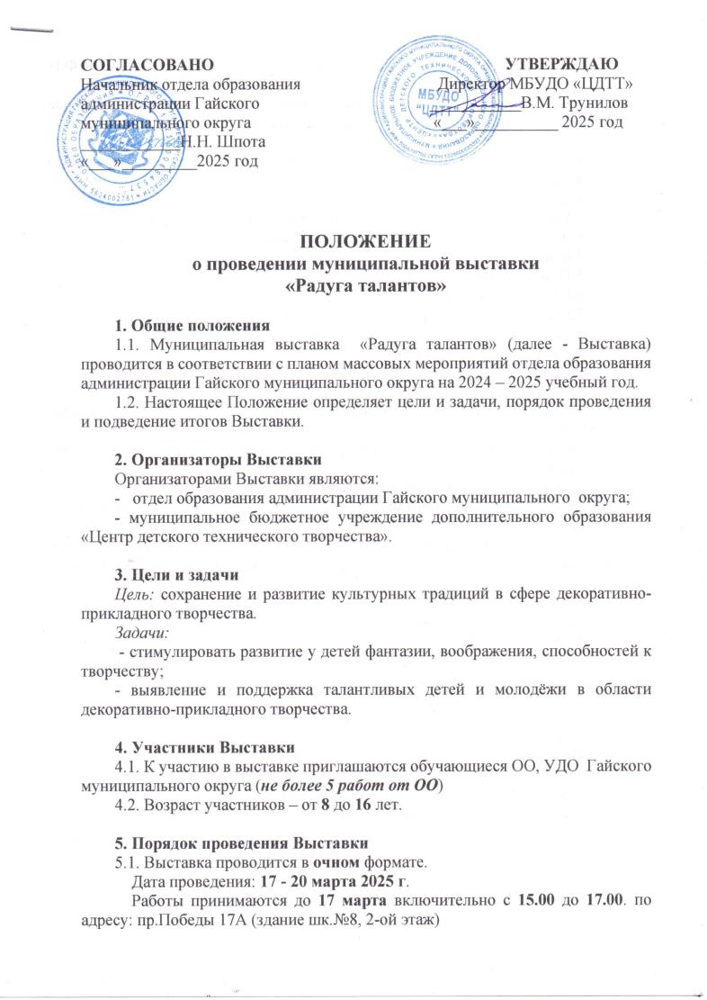 СОГЛАСОВАНО
Начальник отдела образования
администрации Гайского
муниципального округа
____________Н.Н. Шпота
«___»_________2025 год
УТВЕРЖДАЮ
Директор МБУДО «ЦДТТ»
__________В.М. Трунилов
«___»__________ 2025 год
МБУДО
"ЦДТТ"
ПОЛОЖЕНИЕ
о проведении муниципальной выставки
«Радуга талантов»
1. Общие положения
1.1. Муниципальная выставка «Радуга талантов» (далее - Выставка)
проводится в соответствии с планом массовых мероприятий отдела образования
администрации Гайского муниципального округа на 2024 – 2025 учебный год.
1.2. Настоящее Положение определяет цели и задачи, порядок проведения
и подведение итогов Выставки.
2. Организаторы Выставки
Организаторами Выставки являются:
- отдел образования администрации Гайского муниципального округа;
- муниципальное бюджетное учреждение дополнительного образования
«Центр детского технического творчества».
3. Цели и задачи
Цель: сохранение и развитие культурных традиций в сфере декоративно-
прикладного творчества.
Задачи:
- стимулировать развитие у детей фантазии, воображения, способностей к
творчеству;
- выявление и поддержка талантливых детей и молодёжи в области
декоративно-прикладного творчества.
4. Участники Выставки
4.1. К участию в выставке приглашаются обучающиеся ОО, УДО Гайского
муниципального округа (не более 5 работ от ОО)
4.2. Возраст участников – от 8 до 16 лет.
5. Порядок проведения Выставки
5.1. Выставка проводится в очном формате.
Дата проведения: 17 - 20 марта 2025 г.
Работы принимаются до 17 марта включительно с 15.00 до 17.00. по
адресу: пр.Победы 17А (здание шк.№8, 2-ой этаж)